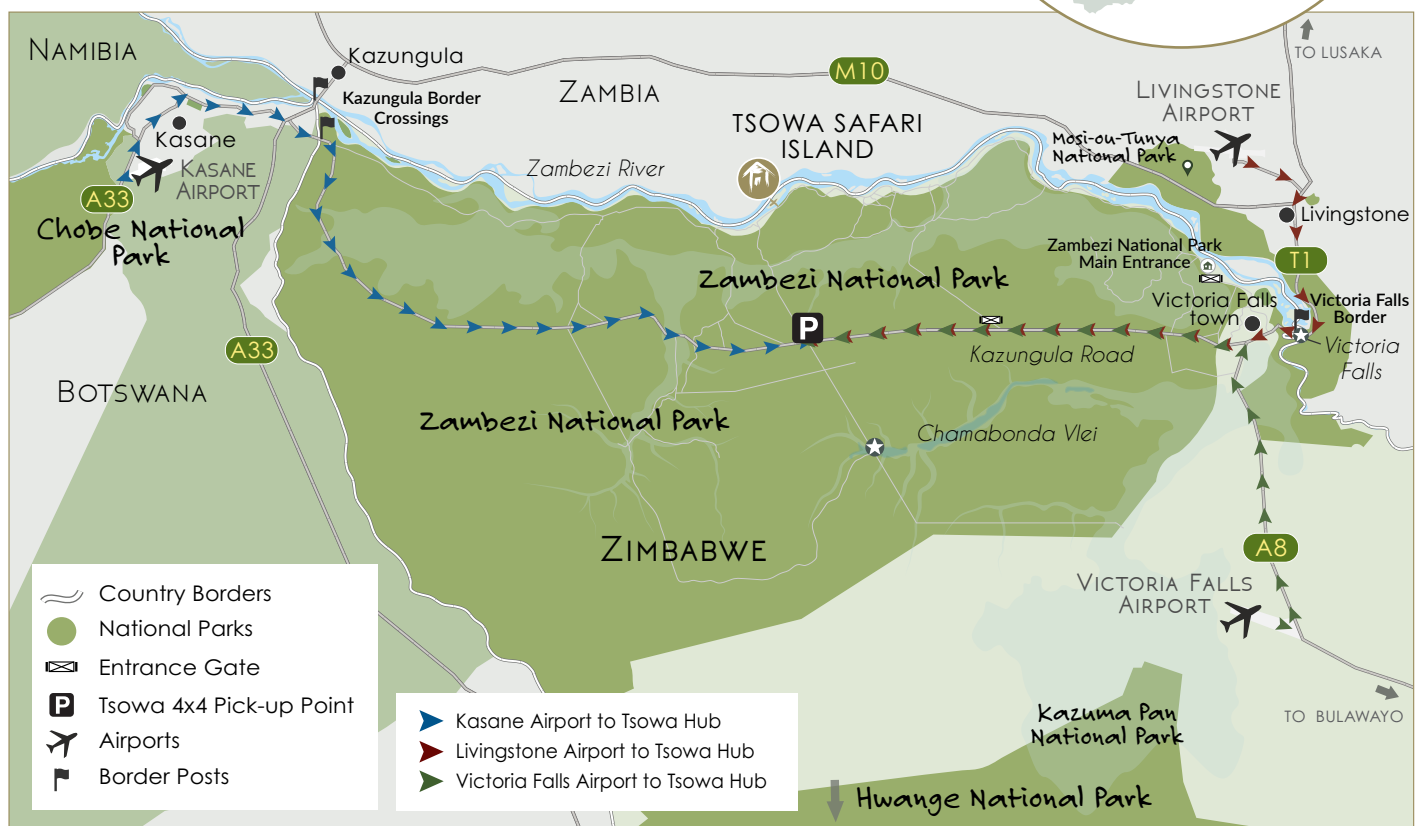 NAMIBIA
Kazungula
TO LUSAKA
M10
ZAMBIA
LIVINGSTONE
AIRPORT
Kazungula Border
Crossings
TSOWA SAFARI
ISLAND
Mosi-ou-Tunya
National Park
Kasane
KASANE
AIRPORT
Zambezi River
A33
Livingstone
Chobe National
Park
Zambezi National Park
Main Entrance
T1
Zambezi National Park
Victoria Falls
town
Victoria Falls
Border
P
A33
Kazungula Road
Victoria
Falls
BOTSWANA
Zambezi National Park
Chamabonda Vlei
ZIMBABWE
A8
VICTORIA FALLS
AIRPORT
Country Borders
National Parks
Entrance Gate
P Tsowa 4x4 Pick-up Point
Airports
Border Posts
Kasane Airport to Tsowa Hub
Livingstone Airport to Tsowa Hub
Victoria Falls Airport to Tsowa Hub
Kazuma Pan
National Park
TO BULAWAYO
Hwange National Park